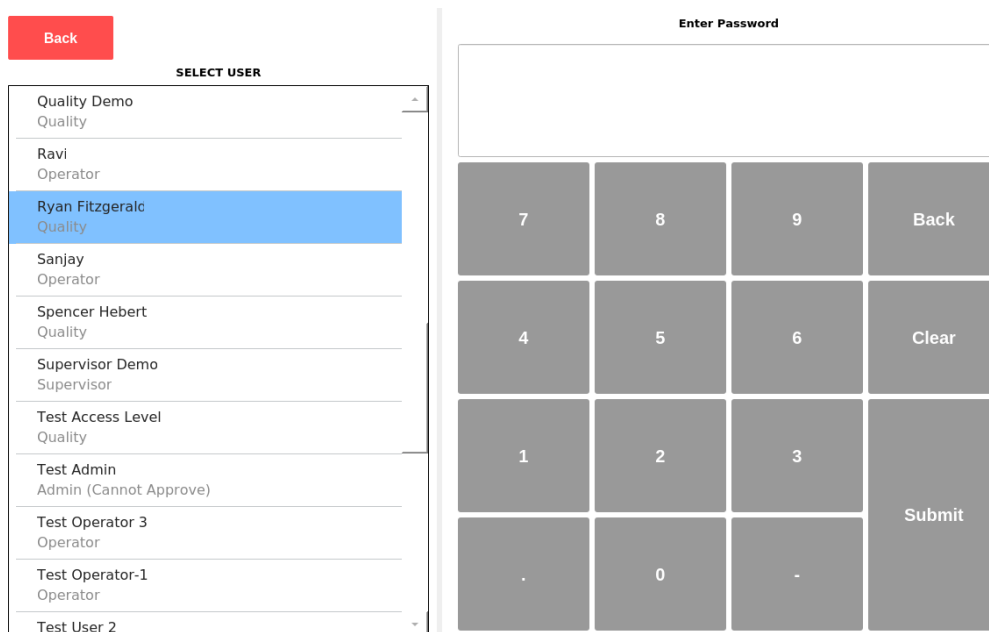 Back
SELECT USER
Quality Demo
Quality
Ravi
Operator
Ryan Fitzgerald
Quality
Sanjay
Operator
Spencer Hebert
Quality
Supervisor Demo
Supervisor
Test Access Level
Quality
Test Admin
Admin (Cannot Approve)
Test Operator 3
Operator
Test Operator-1
Operator
Test User 2
Enter Password
7 8 9 Back
4 5 6 Clear
1 2 3
Submit
. 0 -